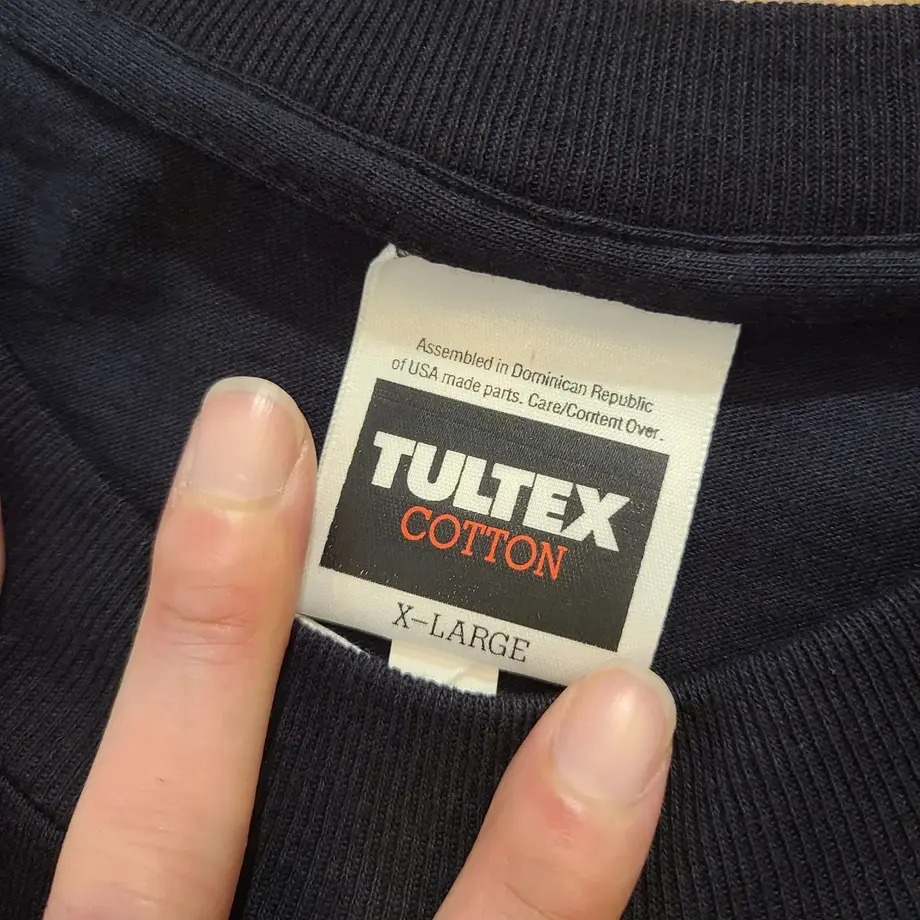 Assembled in Dominican Republic
of USA made parts. Care/Content Over.
TULTEX
COTTON
X-LARGE